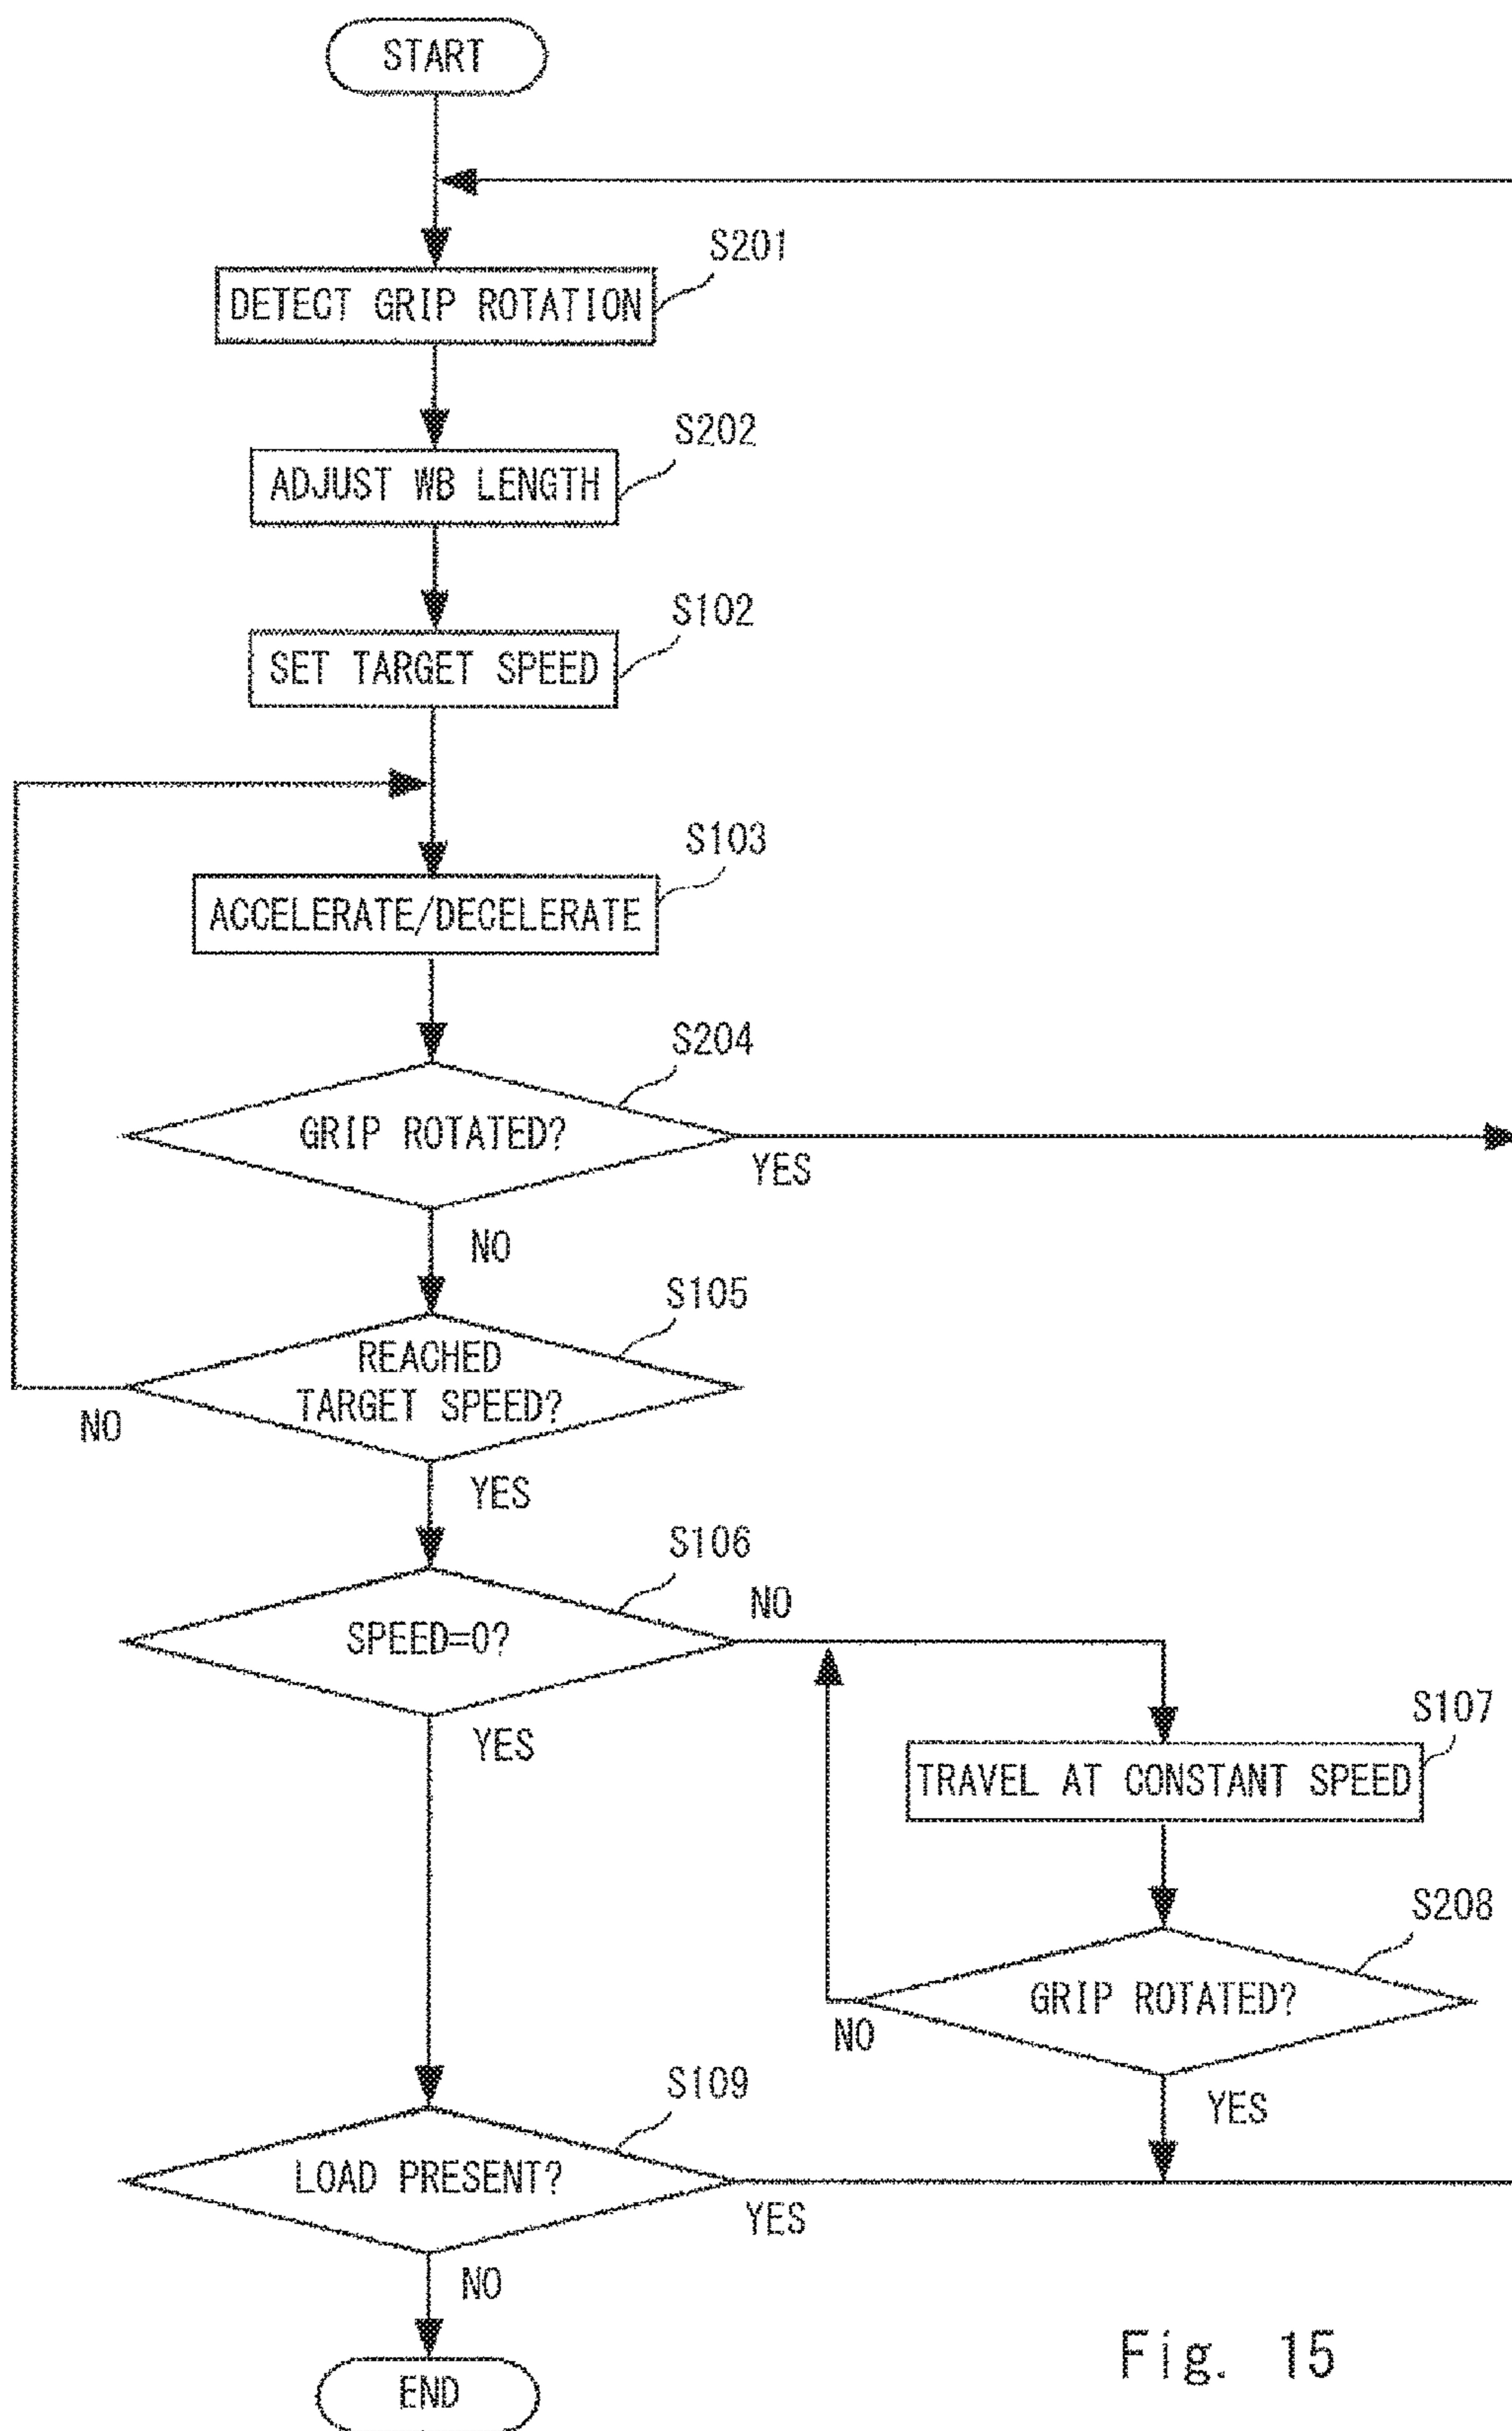 START
S201
DETECT GRIP ROTATION
S202
ADJUST WB LENGTH
S102
SET TARGET SPEED
S103
ACCELERATE/DECELERATE
S204
GRIP ROTATED?
YES
NO
S105
REACHED
TARGET SPEED?
NO
YES
S106
NO
SPEED=0?
YES
S107
TRAVEL AT CONSTANT SPEED
S208
GRIP ROTATED?
NO
YES
S109
LOAD PRESENT?
YES
NO
END
Fig. 15